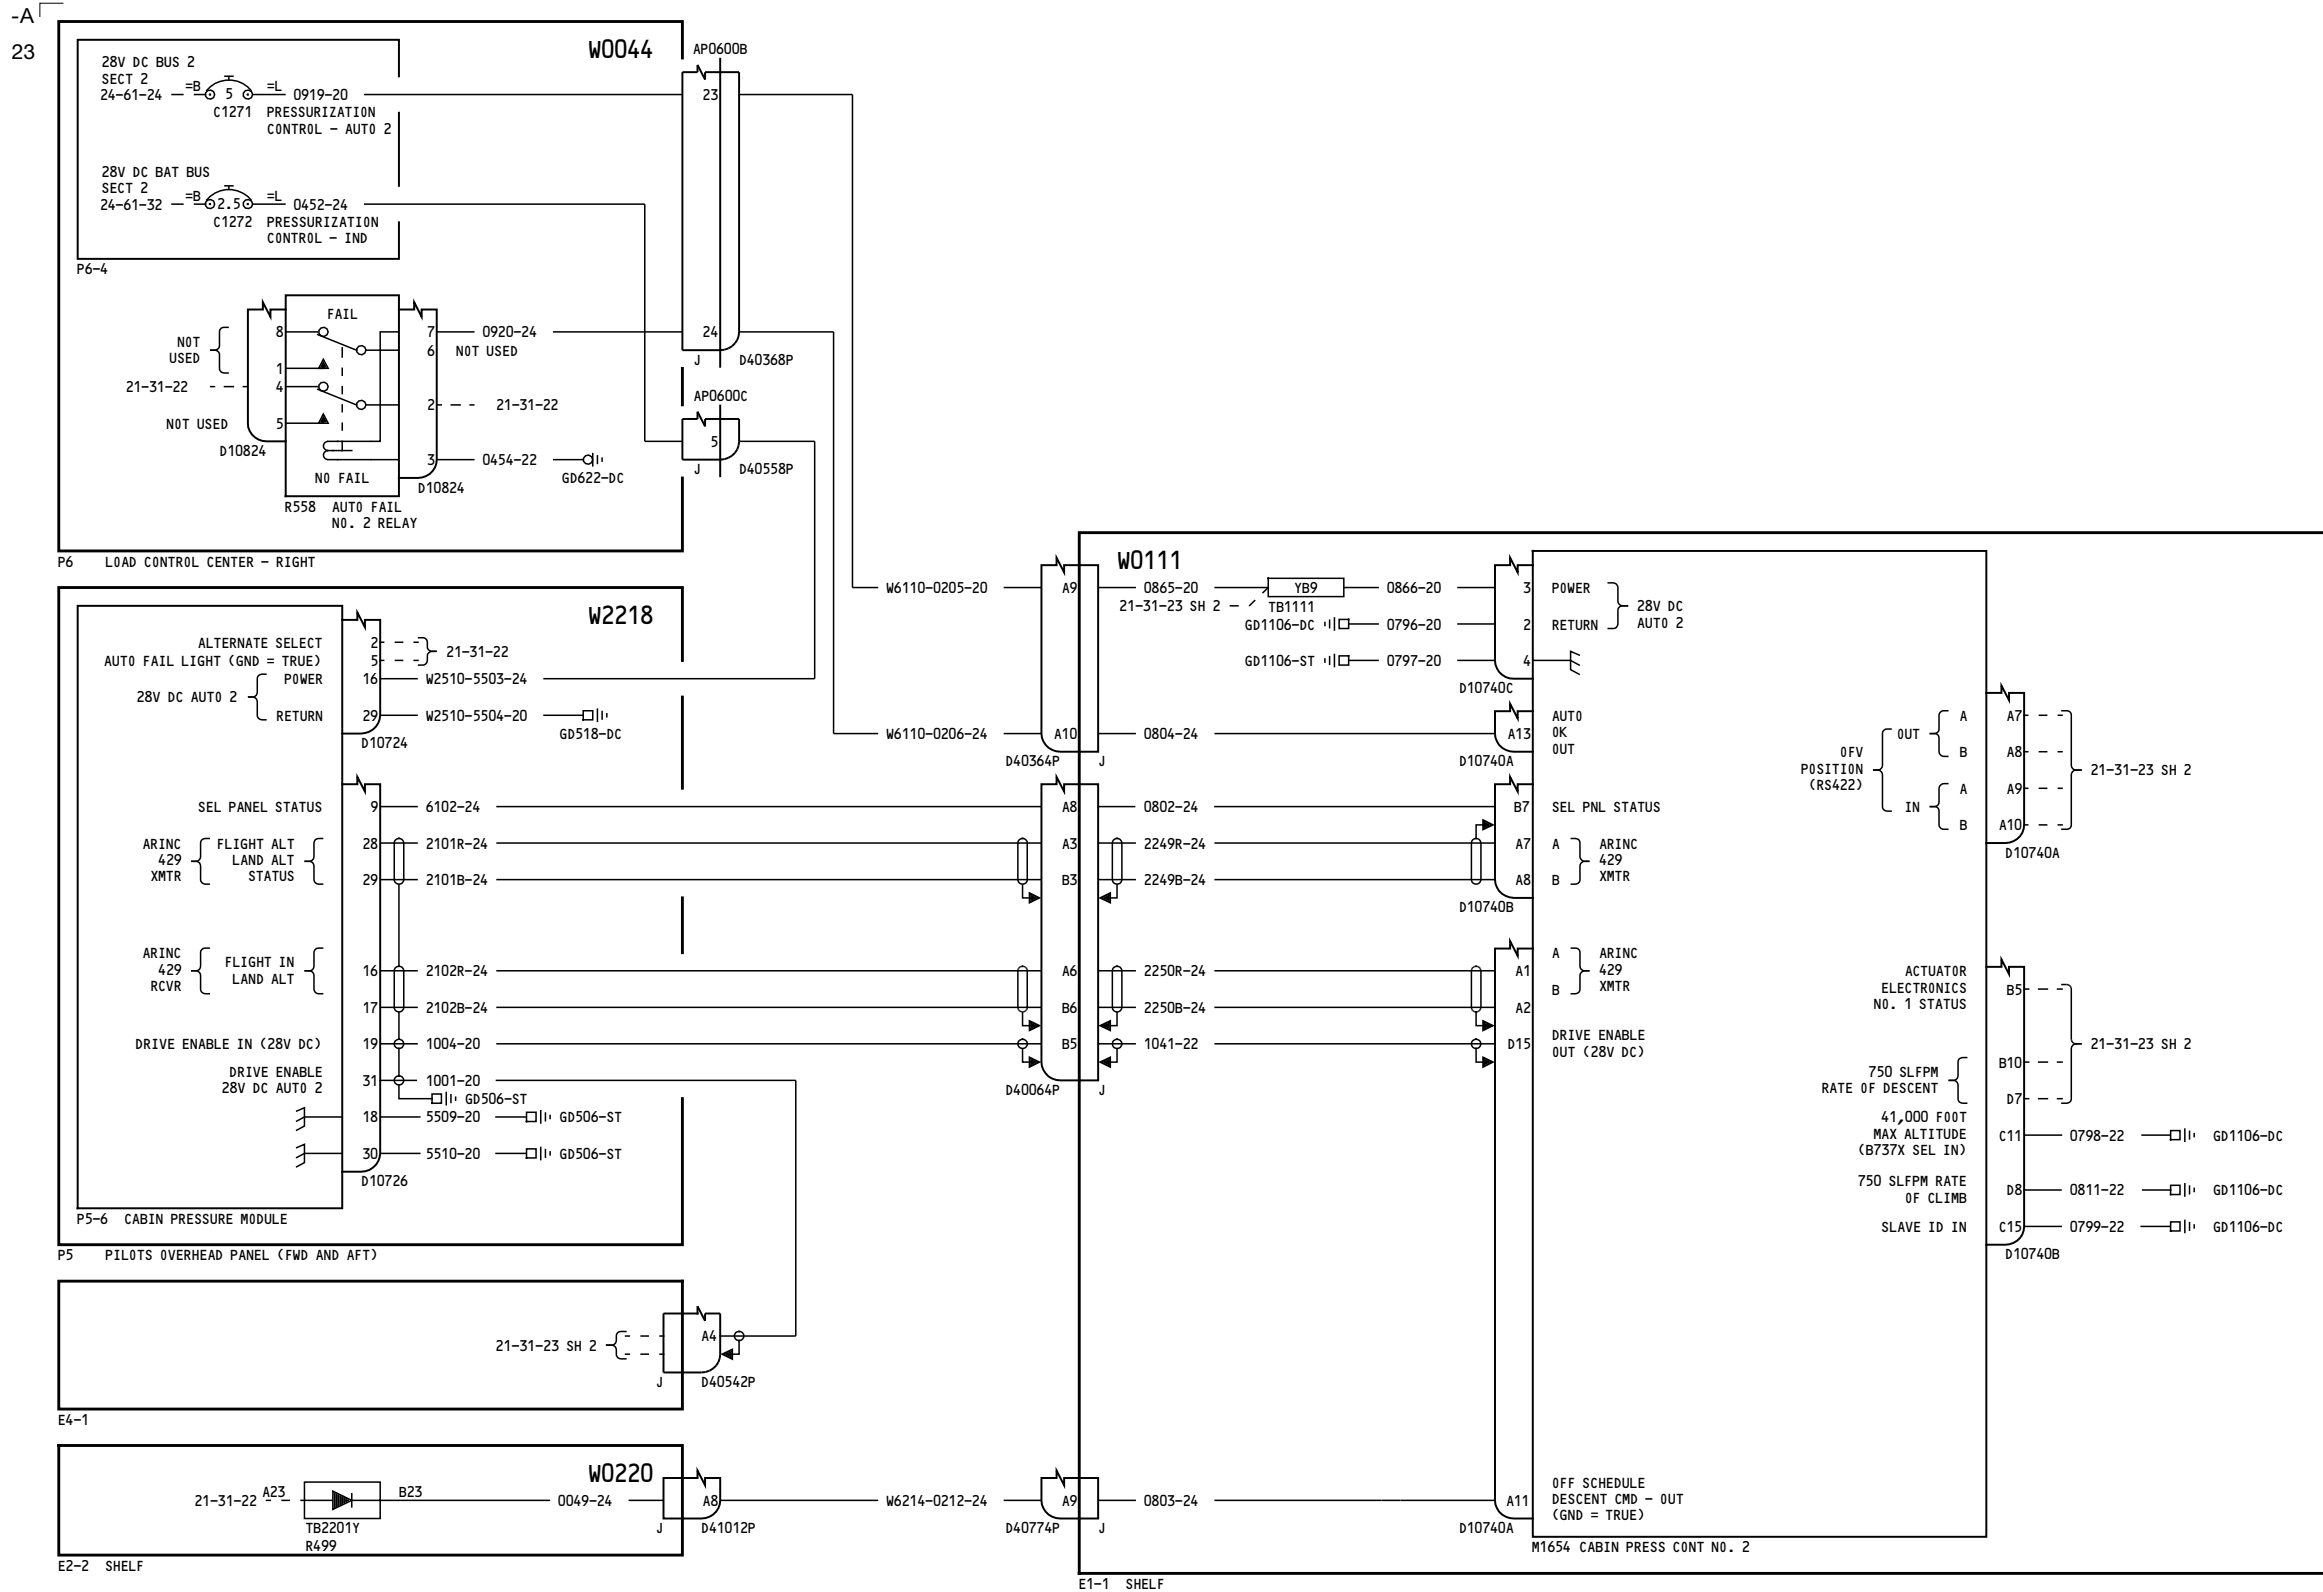 -A
23
W0044
28V DC BUS 2
SECT 2
24-61-24
=B
5
=L
0919-20
C1271
PRESSURIZATION
CONTROL - AUTO 2
28V DC BAT BUS
SECT 2
24-61-32
=B
2.5
=L
0452-24
C1272
PRESSURIZATION
CONTROL - IND
P6-4
AP0600B
23
24
J
D40368P
AP0600C
5
J
D40558P
FAIL
NOT
USED
8
1
21-31-22
4
NOT USED
5
D10824
7
0920-24
6
NOT USED
2
21-31-22
3
0454-22
GD622-DC
NO FAIL
D10824
R558
AUTO FAIL
NO. 2 RELAY
P6
LOAD CONTROL CENTER - RIGHT
W2218
ALTERNATE SELECT
2
AUTO FAIL LIGHT (GND = TRUE)
5
21-31-22
28V DC AUTO 2
POWER
16
W2510-5503-24
RETURN
29
W2510-5504-20
GD518-DC
D10724
SEL PANEL STATUS
9
6102-24
ARINC
429
XMTR
FLIGHT ALT
LAND ALT
STATUS
28
2101R-24
29
2101B-24
ARINC
429
RCVR
FLIGHT IN
LAND ALT
16
2102R-24
17
2102B-24
DRIVE ENABLE IN (28V DC)
19
1004-20
DRIVE ENABLE
28V DC AUTO 2
31
1001-20
GD506-ST
18
5509-20
GD506-ST
30
5510-20
GD506-ST
D10726
P5-6
CABIN PRESSURE MODULE
P5
PILOTS OVERHEAD PANEL (FWD AND AFT)
21-31-23 SH 2
A4
J
D40542P
E4-1
W0220
21-31-22
A23
B23
TB2201Y
R499
0049-24
A8
J
D41012P
E2-2
SHELF
W6214-0212-24
A9
D40774P
J
0803-24
W0111
W6110-0205-20
A9
0865-20
YB9
0866-20
21-31-23 SH 2
TB1111
GD1106-DC
0796-20
GD1106-ST
0797-20
3
2
4
D10740C
POWER
RETURN
28V DC
AUTO 2
W6110-0206-24
A10
0804-24
D40364P
J
A13
D10740A
AUTO
OK
OUT
A8
0802-24
B7
SEL PNL STATUS
A3
2249R-24
A7
A
B3
2249B-24
A8
B
ARINC
429
XMTR
D10740B
A6
2250R-24
A1
A
B6
2250B-24
A2
B
ARINC
429
XMTR
B5
1041-22
D15
DRIVE ENABLE
OUT (28V DC)
D40064P
J
A11
D10740A
OFF SCHEDULE
DESCENT CMD - OUT
(GND = TRUE)
OFV
POSITION
(RS422)
OUT
A
A7
B
A8
IN
A
A9
B
A10
21-31-23 SH 2
D10740A
ACTUATOR
ELECTRONICS
NO. 1 STATUS
B5
750 SLFPM
RATE OF DESCENT
B10
D7
21-31-23 SH 2
41,000 FOOT
MAX ALTITUDE
(B737X SEL IN)
C11
0798-22
GD1106-DC
750 SLFPM RATE
OF CLIMB
D8
0811-22
GD1106-DC
SLAVE ID IN
C15
0799-22
GD1106-DC
D10740B
M1654 CABIN PRESS CONT NO. 2
E1-1
SHELF